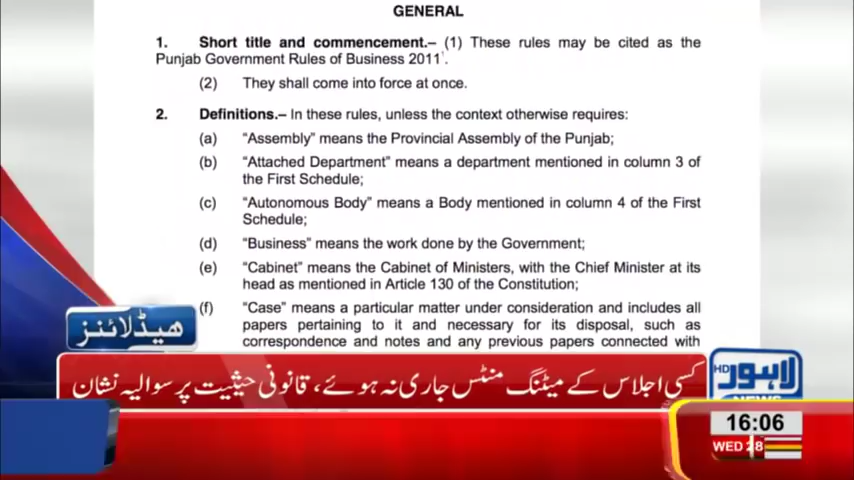 GENERAL
1. Short title and commencement.– (1) These rules may be cited as the
Punjab Government Rules of Business 2011¹.
(2) They shall come into force at once.
2. Definitions.– In these rules, unless the context otherwise requires:
(a) “Assembly” means the Provincial Assembly of the Punjab;
(b) “Attached Department” means a department mentioned in column 3 of
the First Schedule;
(c) “Autonomous Body” means a Body mentioned in column 4 of the First
Schedule;
(d) “Business” means the work done by the Government;
(e) “Cabinet” means the Cabinet of Ministers, with the Chief Minister at its
head as mentioned in Article 130 of the Constitution;
(f) “Case” means a particular matter under consideration and includes all
papers pertaining to it and necessary for its disposal, such as
correspondence and notes and any previous papers connected with
ہیڈلائنز
کسی اجلاس کے میٹنگ منٹس جاری نہ ہوئے، قانونی حیثیت پر سوالیہ نشان
HD لاہور
NEWS
16:06
WED 28